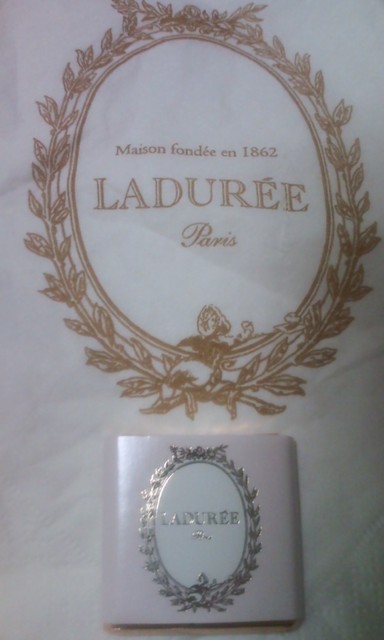 Maison fondée en 1862
LADURÉE
Paris
LADURÉE